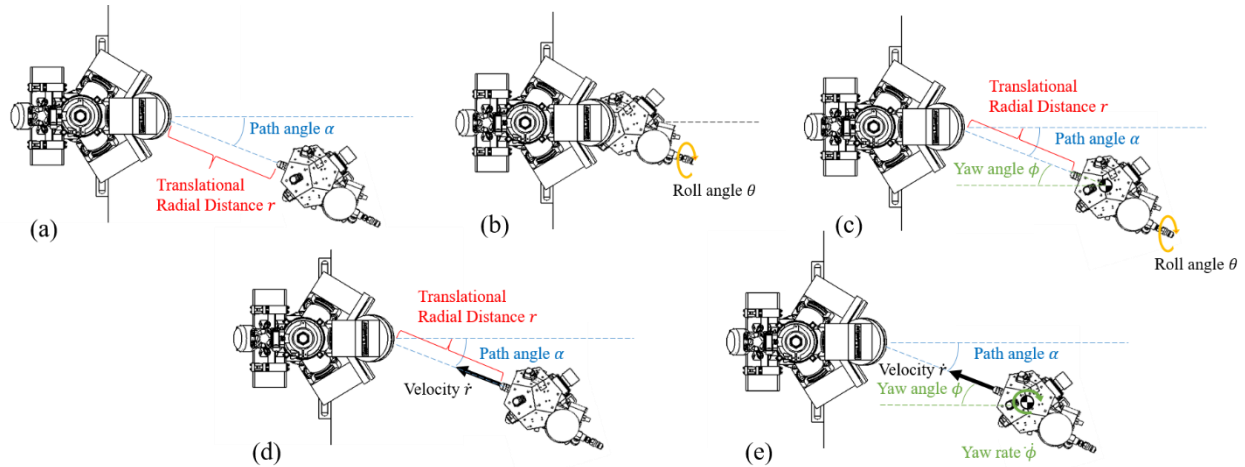 Path angle α
Translational
Radial Distance r
(a)
Roll angle θ
(b)
Translational
Radial Distance r
Path angle α
Yaw angle ϕ
Roll angle θ
(c)
Translational
Radial Distance r
Path angle α
Velocity ṙ
(d)
Path angle α
Velocity ṙ
Yaw angle ϕ
Yaw rate ϕ̇
(e)